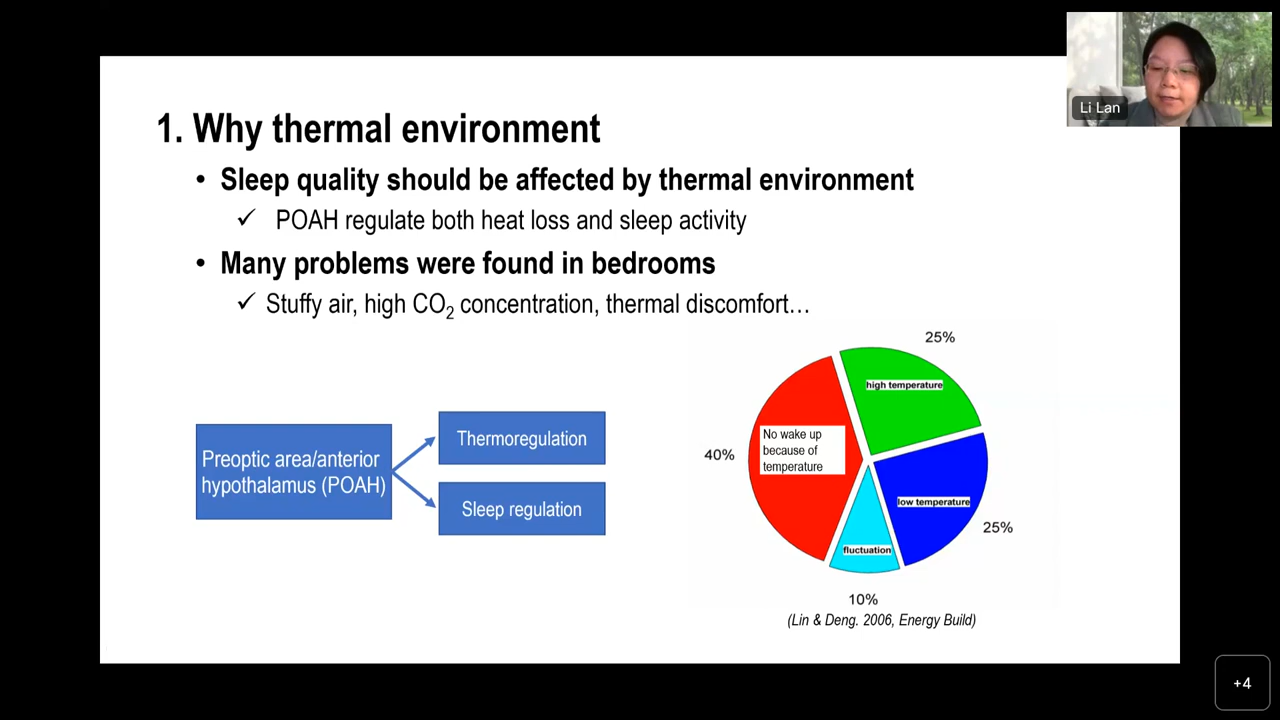 Li Lan
1. Why thermal environment
• Sleep quality should be affected by thermal environment
✓ POAH regulate both heat loss and sleep activity
• Many problems were found in bedrooms
✓ Stuffy air, high CO₂ concentration, thermal discomfort…
Preoptic area/anterior
hypothalamus (POAH)
Thermoregulation
Sleep regulation
25%
high temperature
No wake up
because of
temperature
40%
low temperature
25%
fluctuation
10%
(Lin & Deng. 2006, Energy Build)
+4